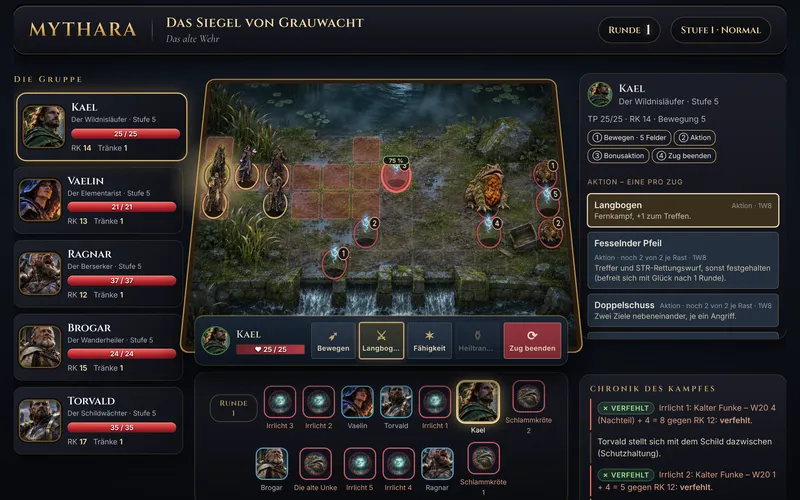 MYTHARA
Das Siegel von Grauwacht
Das alte Wehr
Runde 1
Stufe I · Normal
Die Gruppe
Kael
Der Wildnisläufer · Stufe 5
25 / 25
RK 14 Tränke 1
Vaelin
Der Elementarist · Stufe 5
21 / 21
RK 13 Tränke 1
Ragnar
Der Berserker · Stufe 5
37 / 37
RK 12 Tränke 1
Brogar
Der Wanderheiler · Stufe 5
24 / 24
RK 15 Tränke 1
Torvald
Der Schildwächter · Stufe 5
35 / 35
RK 17 Tränke 1
75 %
3
1
5
2
4
2
1
Kael
25 / 25
Bewegen
Langbog...
Fähigkeit
Heiltran...
Zug beenden
Runde
1
Irrlicht 3
Irrlicht 2
Vaelin
Torvald
Irrlicht 1
Kael
Schlammkröte
2
Brogar
Die alte Unke
Irrlicht 5
Irrlicht 4
Ragnar
Schlammkröte
1
Kael
Der Wildnisläufer · Stufe 5
TP 25/25 · RK 14 · Bewegung 5
1 Bewegen · 5 Felder
2 Aktion
3 Bonusaktion
4 Zug beenden
AKTION – EINE PRO ZUG
Langbogen
Aktion · 1W8
Fernkampf, +1 zum Treffen.
Fesselnder Pfeil
Aktion · noch 2 von 2 je Rast · 1W8
Treffer und STR-Rettungswurf, sonst festgehalten
(befreit sich mit Glück nach 1 Runde).
Doppelschuss
Aktion · noch 2 von 2 je Rast · 1W8
Zwei Ziele nebeneinander, je ein Angriff.
CHRONIK DES KAMPFES
× VERFEHLT Irrlicht 1: Kalter Funke – W20 4
(Nachteil) + 4 = 8 gegen RK 12: verfehlt.
Torvald stellt sich mit dem Schild dazwischen
(Schutzhaltung).
× VERFEHLT Irrlicht 2: Kalter Funke – W20 1
+ 4 = 5 gegen RK 12: verfehlt.